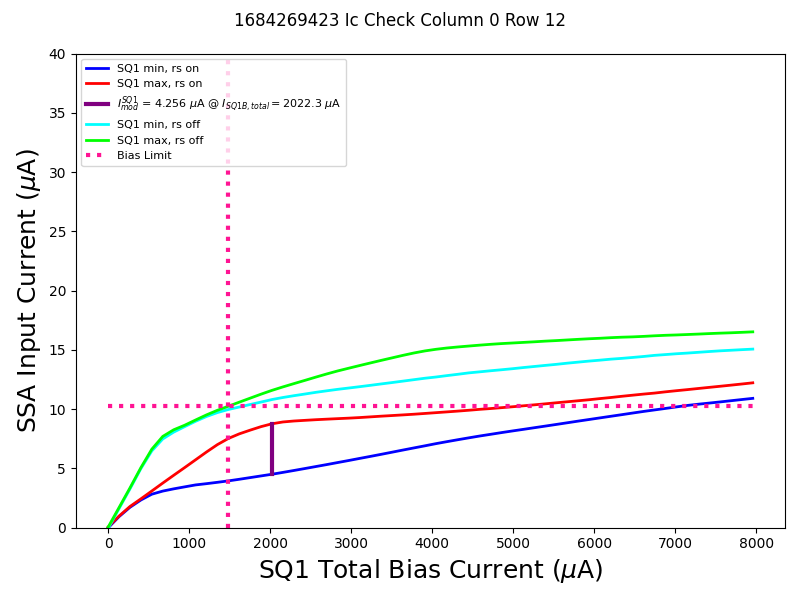 1684269423 Ic Check Column 0 Row 12
SSA Input Current (μA)
40
35
30
25
20
15
10
5
0
SQ1 min, rs on
SQ1 max, rs on
I_{mod}^{SQ1} = 4.256 μA @ I_{SQ1B,total} = 2022.3 μA
SQ1 min, rs off
SQ1 max, rs off
Bias Limit
0 1000 2000 3000 4000 5000 6000 7000 8000
SQ1 Total Bias Current (μA)